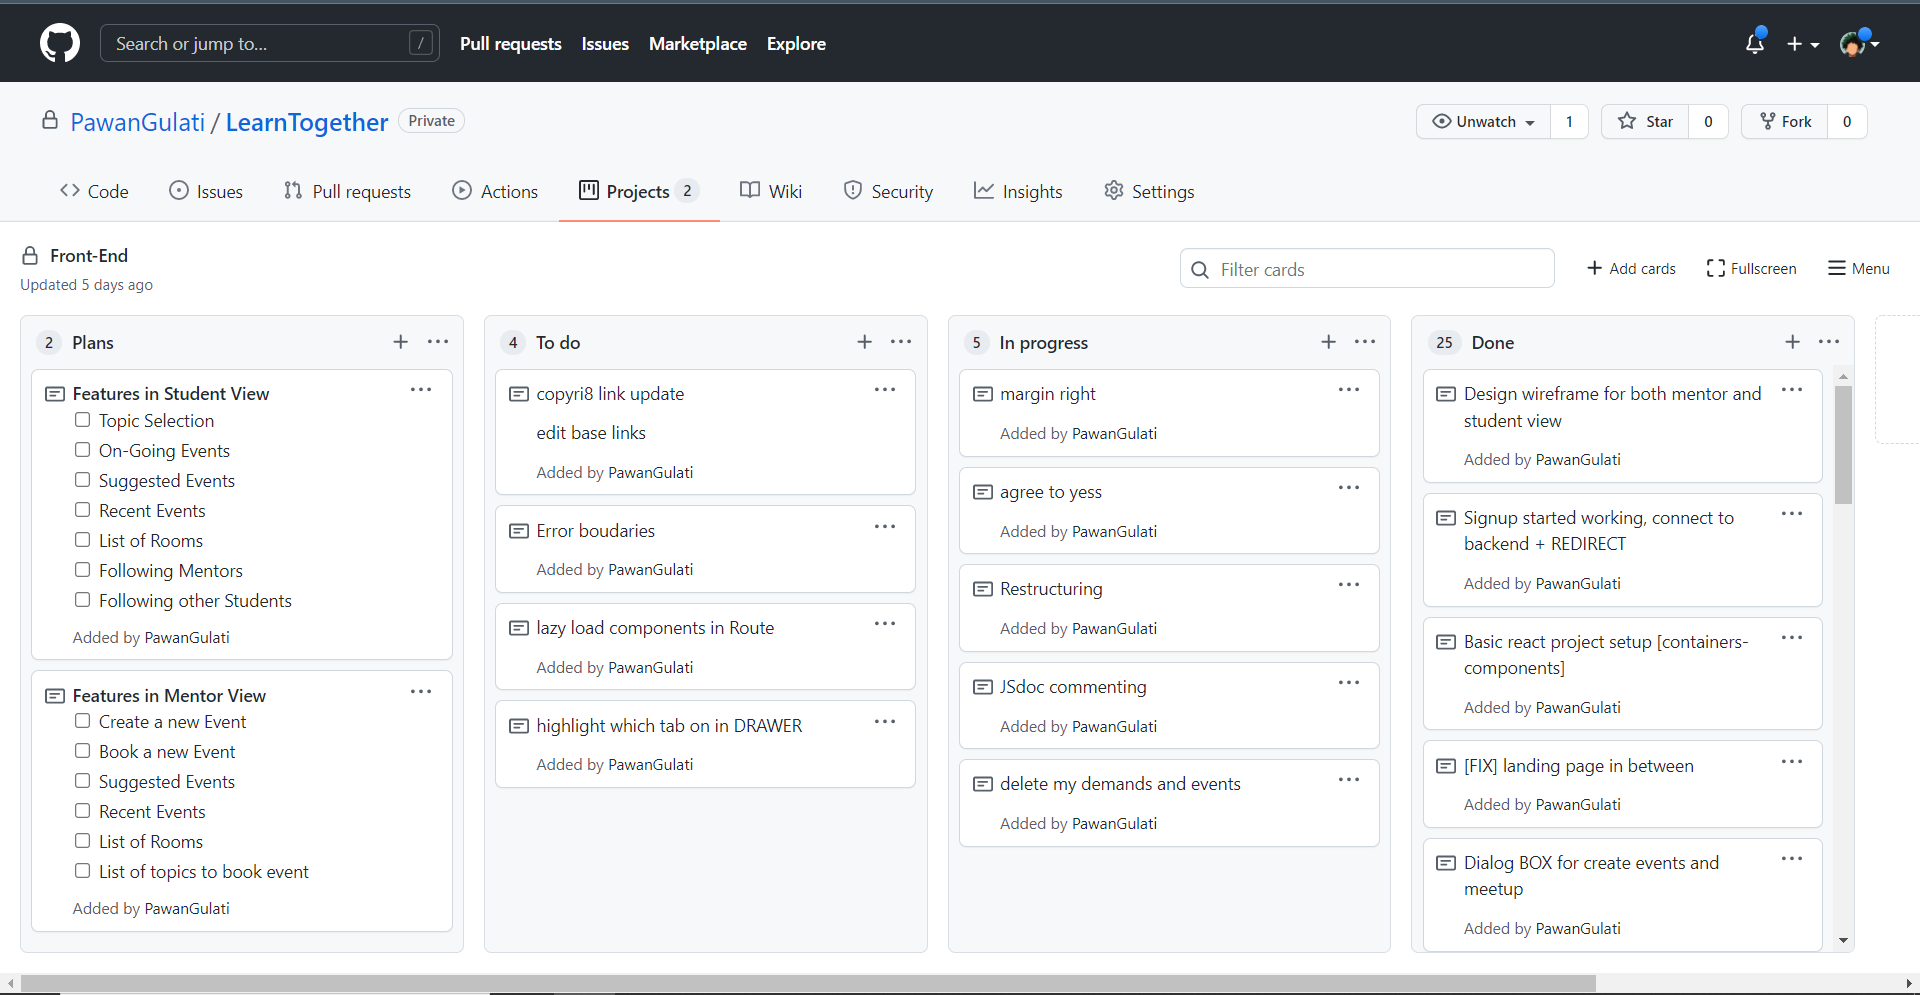 Search or jump to... /
Pull requests Issues Marketplace Explore
PawanGulati / LearnTogether Private
Unwatch 1 Star 0 Fork 0
Code Issues Pull requests Actions Projects 2 Wiki Security Insights Settings
Front-End
Updated 5 days ago
Filter cards
Add cards Fullscreen Menu
2 Plans
Features in Student View
Topic Selection
On-Going Events
Suggested Events
Recent Events
List of Rooms
Following Mentors
Following other Students
Added by PawanGulati
Features in Mentor View
Create a new Event
Book a new Event
Suggested Events
Recent Events
List of Rooms
List of topics to book event
Added by PawanGulati
4 To do
copyri8 link update
edit base links
Added by PawanGulati
Error boudaries
Added by PawanGulati
lazy load components in Route
Added by PawanGulati
highlight which tab on in DRAWER
Added by PawanGulati
5 In progress
margin right
Added by PawanGulati
agree to yess
Added by PawanGulati
Restructuring
Added by PawanGulati
JSdoc commenting
Added by PawanGulati
delete my demands and events
Added by PawanGulati
25 Done
Design wireframe for both mentor and
student view
Added by PawanGulati
Signup started working, connect to
backend + REDIRECT
Added by PawanGulati
Basic react project setup [containers-
components]
Added by PawanGulati
[FIX] landing page in between
Added by PawanGulati
Dialog BOX for create events and
meetup
Added by PawanGulati